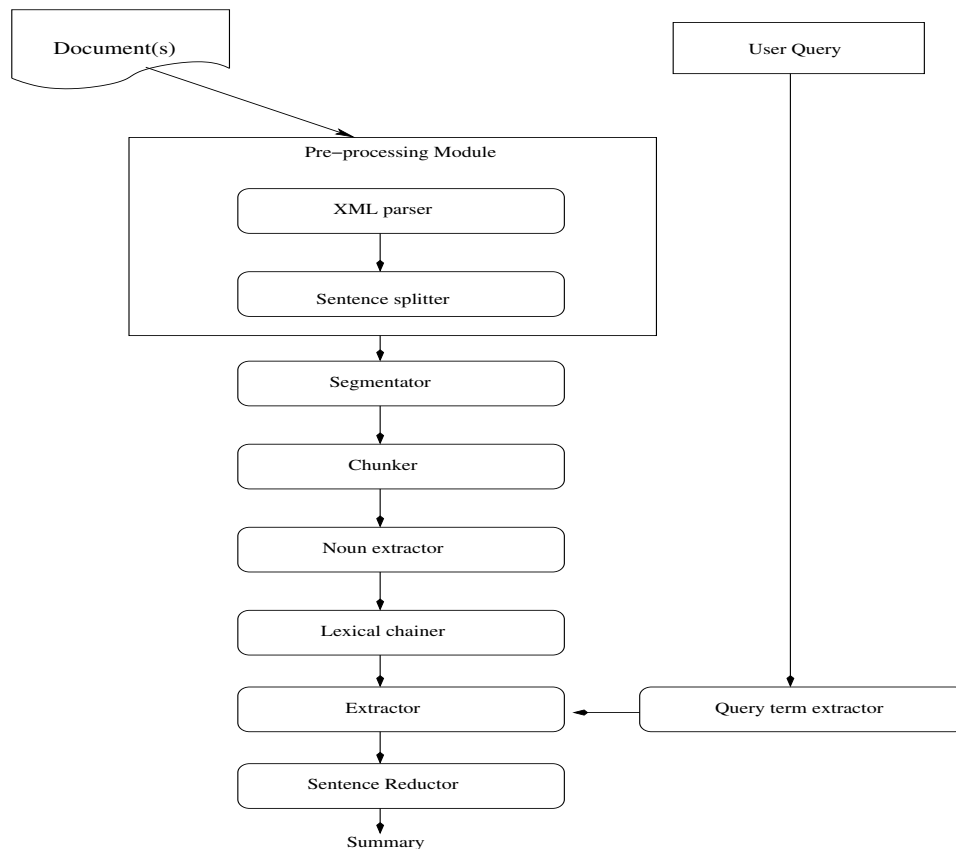 Document(s)
User Query
Pre-processing Module
XML parser
Sentence splitter
Segmentator
Chunker
Noun extractor
Lexical chainer
Extractor
Query term extractor
Sentence Reductor
Summary